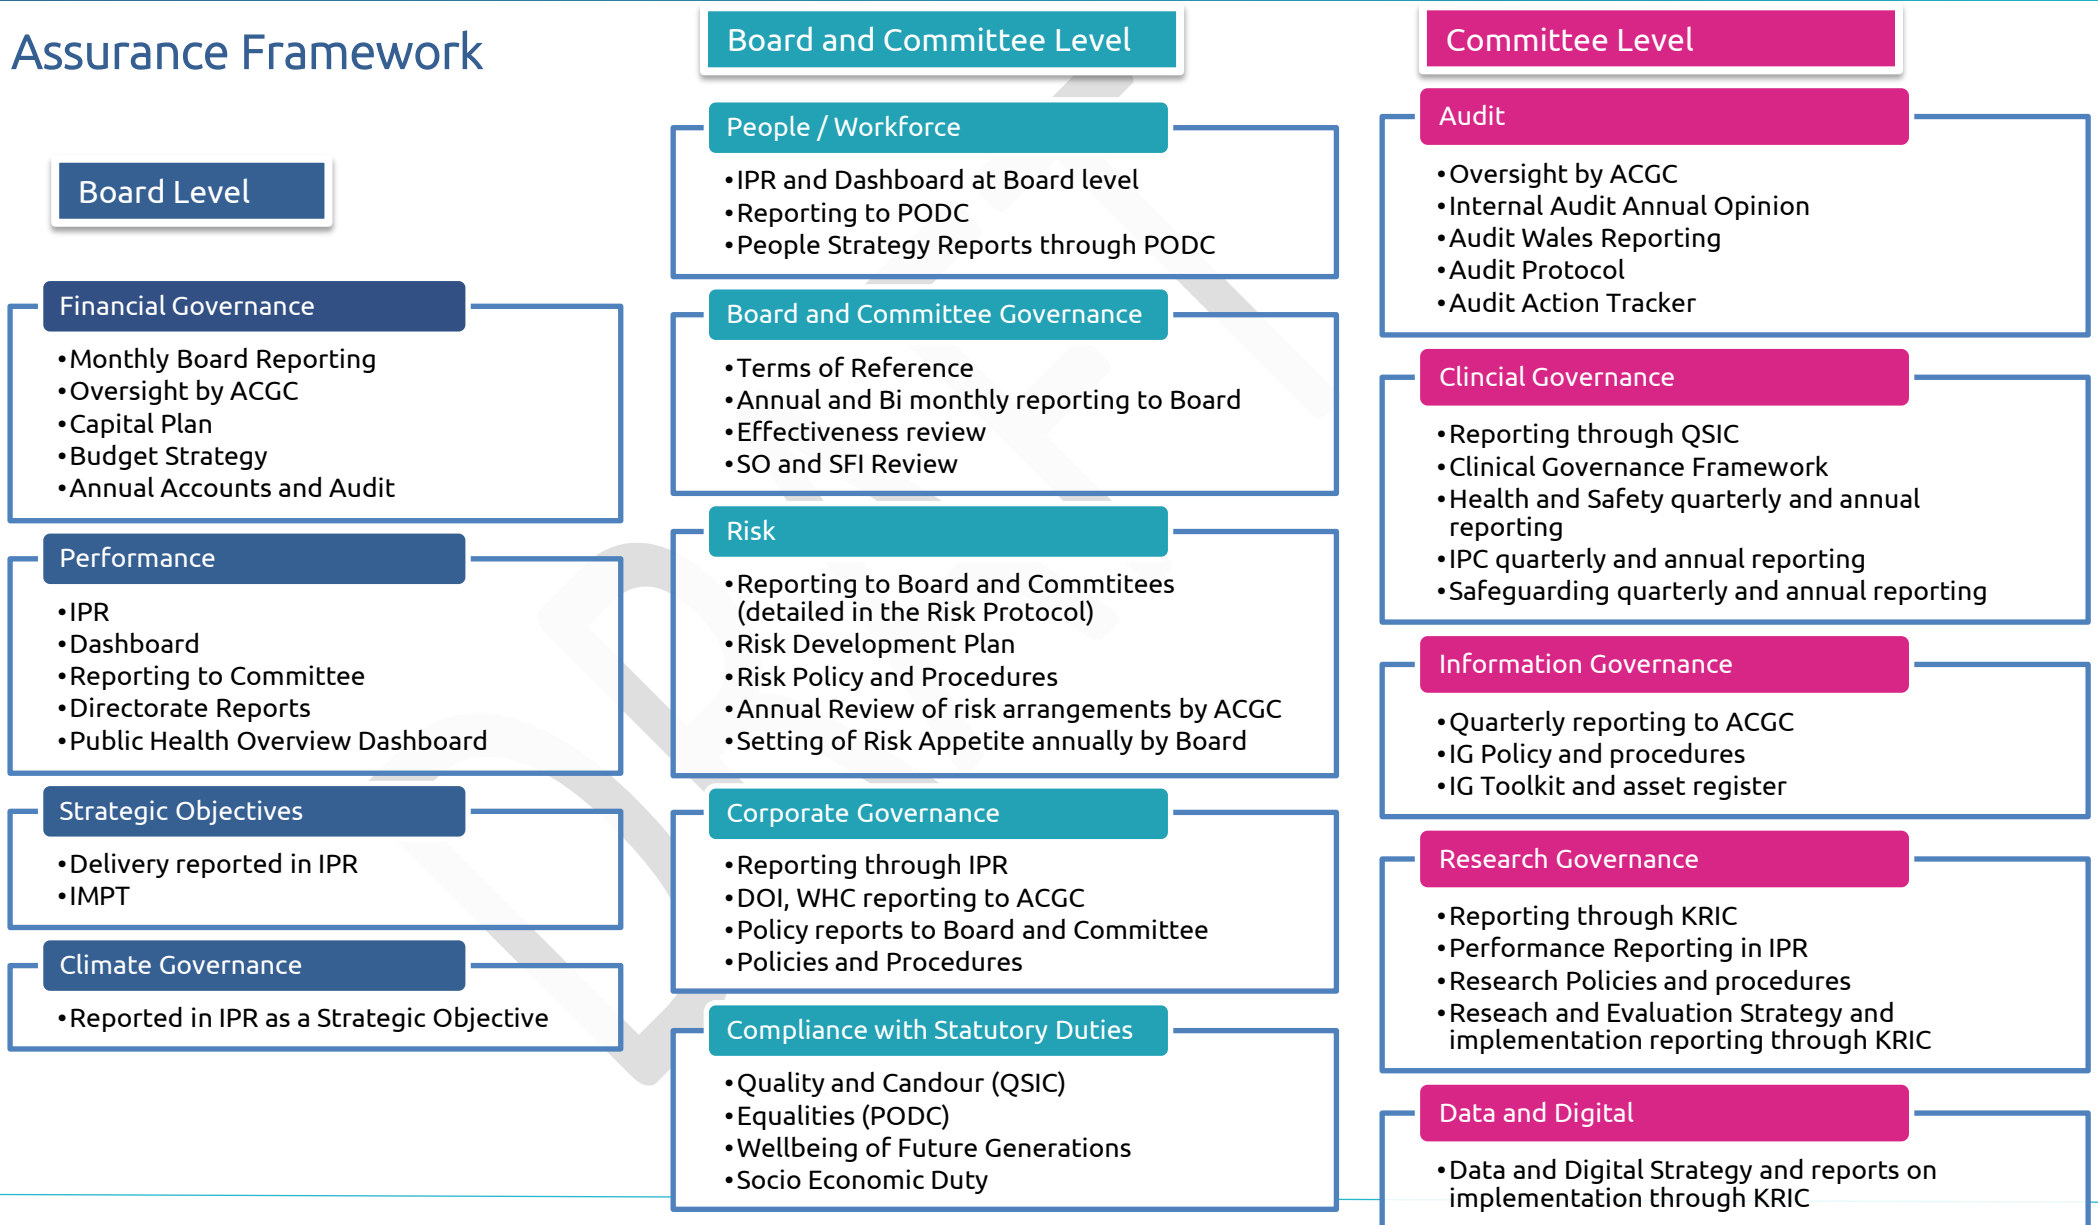 Assurance Framework
Board Level
Financial Governance
•Monthly Board Reporting
•Oversight by ACGC
•Capital Plan
•Budget Strategy
•Annual Accounts and Audit
Performance
•IPR
•Dashboard
•Reporting to Committee
•Directorate Reports
•Public Health Overview Dashboard
Strategic Objectives
•Delivery reported in IPR
•IMPT
Climate Governance
•Reported in IPR as a Strategic Objective
Board and Committee Level
People / Workforce
•IPR and Dashboard at Board level
•Reporting to PODC
•People Strategy Reports through PODC
Board and Committee Governance
•Terms of Reference
•Annual and Bi monthly reporting to Board
•Effectiveness review
•SO and SFI Review
Risk
•Reporting to Board and Commtitees
(detailed in the Risk Protocol)
•Risk Development Plan
•Risk Policy and Procedures
•Annual Review of risk arrangements by ACGC
•Setting of Risk Appetite annually by Board
Corporate Governance
•Reporting through IPR
•DOI, WHC reporting to ACGC
•Policy reports to Board and Committee
•Policies and Procedures
Compliance with Statutory Duties
•Quality and Candour (QSIC)
•Equalities (PODC)
•Wellbeing of Future Generations
•Socio Economic Duty
Committee Level
Audit
•Oversight by ACGC
•Internal Audit Annual Opinion
•Audit Wales Reporting
•Audit Protocol
•Audit Action Tracker
Clincial Governance
•Reporting through QSIC
•Clinical Governance Framework
•Health and Safety quarterly and annual
reporting
•IPC quarterly and annual reporting
•Safeguarding quarterly and annual reporting
Information Governance
•Quarterly reporting to ACGC
•IG Policy and procedures
•IG Toolkit and asset register
Research Governance
•Reporting through KRIC
•Performance Reporting in IPR
•Research Policies and procedures
•Reseach and Evaluation Strategy and
implementation reporting through KRIC
Data and Digital
•Data and Digital Strategy and reports on
implementation through KRIC
DRAFT